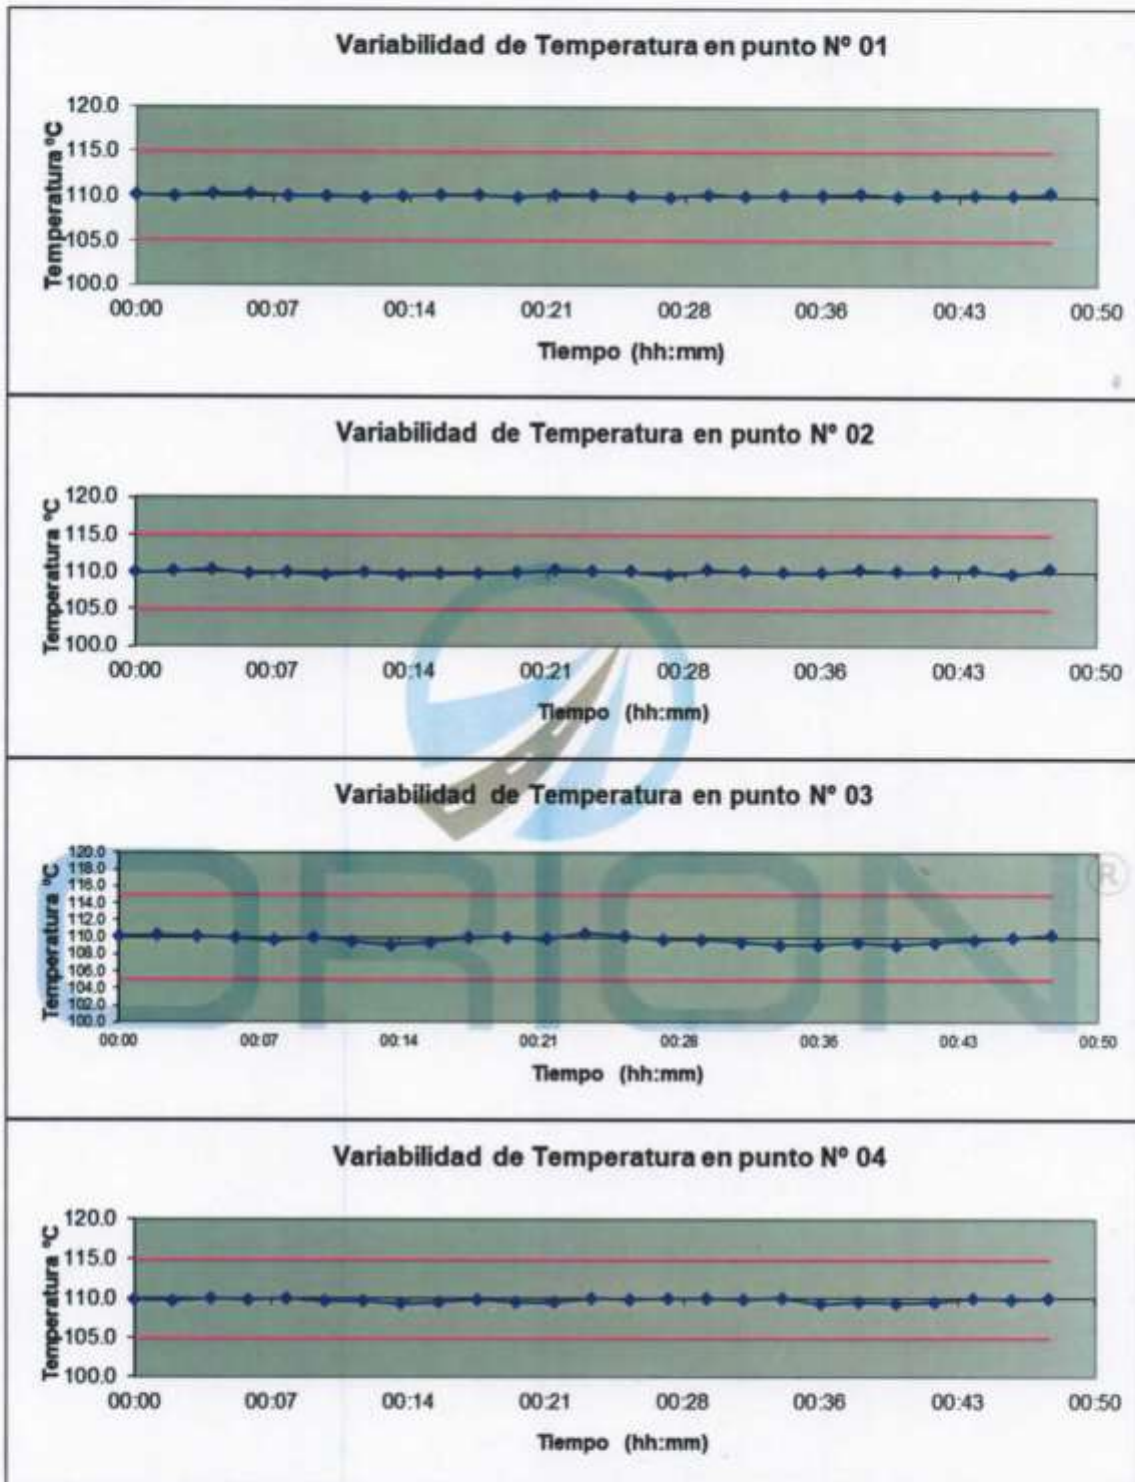 Variabilidad de Temperatura en punto Nº 01
Temperatura ºC
120.0
115.0
110.0
105.0
100.0
00:00 00:07 00:14 00:21 00:28 00:36 00:43 00:50
Tiempo (hh:mm)
Variabilidad de Temperatura en punto Nº 02
Temperatura ºC
120.0
115.0
110.0
105.0
100.0
00:00 00:07 00:14 00:21 00:28 00:36 00:43 00:50
Tiempo (hh:mm)
Variabilidad de Temperatura en punto Nº 03
Temperatura ºC
120.0
118.0
116.0
114.0
112.0
110.0
108.0
106.0
104.0
102.0
100.0
00:00 00:07 00:14 00:21 00:28 00:36 00:43 00:50
Tiempo (hh:mm)
ORION ®
Variabilidad de Temperatura en punto Nº 04
Temperatura ºC
120.0
115.0
110.0
105.0
100.0
00:00 00:07 00:14 00:21 00:28 00:36 00:43 00:50
Tiempo (hh:mm)